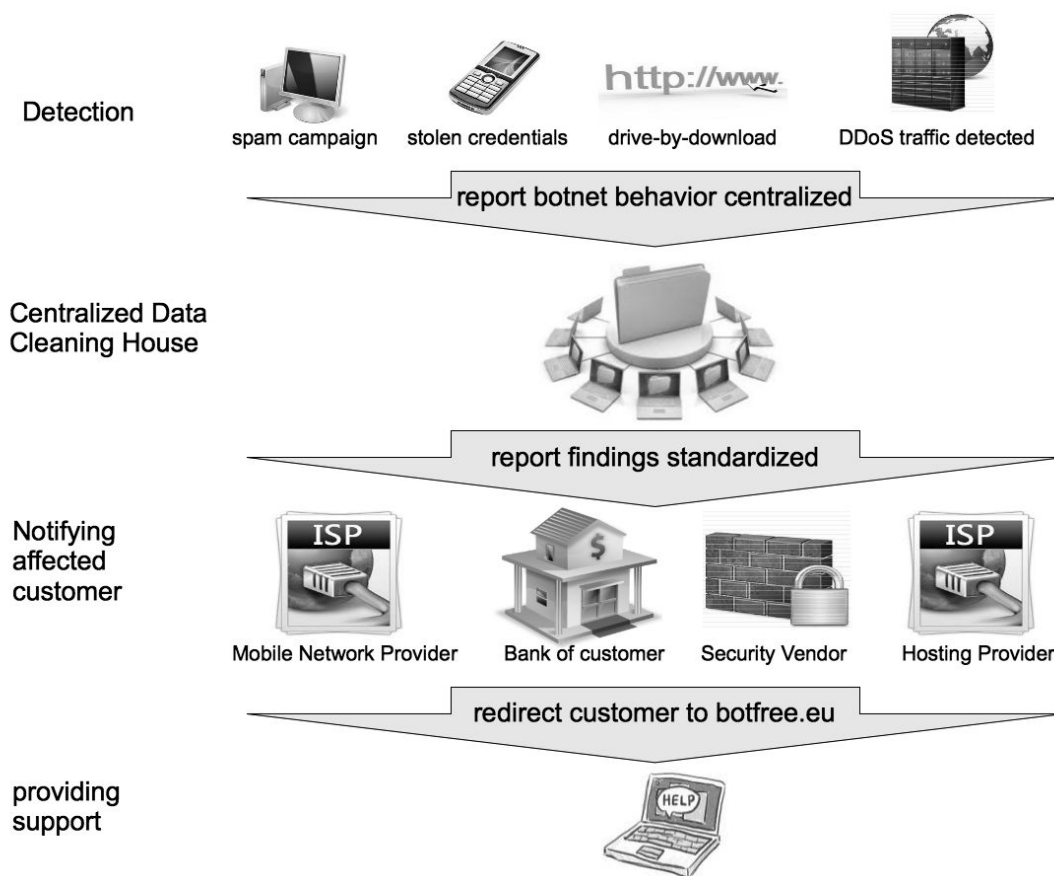 Detection
http://www.
spam campaign
stolen credentials
drive-by-download
DDoS traffic detected
report botnet behavior centralized
Centralized Data
Cleaning House
report findings standardized
Notifying
affected
customer
ISP
$
ISP
Mobile Network Provider
Bank of customer
Security Vendor
Hosting Provider
redirect customer to botfree.eu
providing
support
HELP